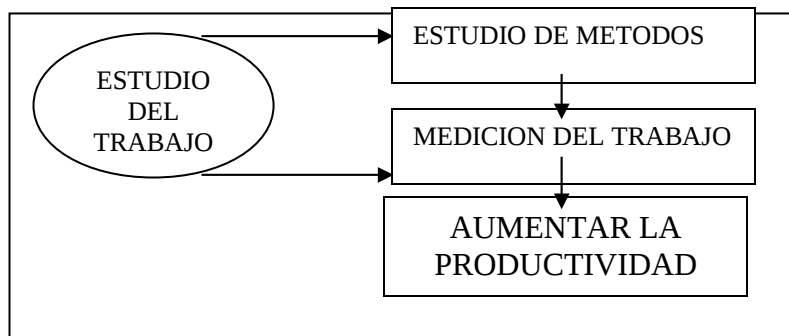 ESTUDIO DE METODOS
ESTUDIO
DEL
TRABAJO
MEDICION DEL TRABAJO
AUMENTAR LA
PRODUCTIVIDAD